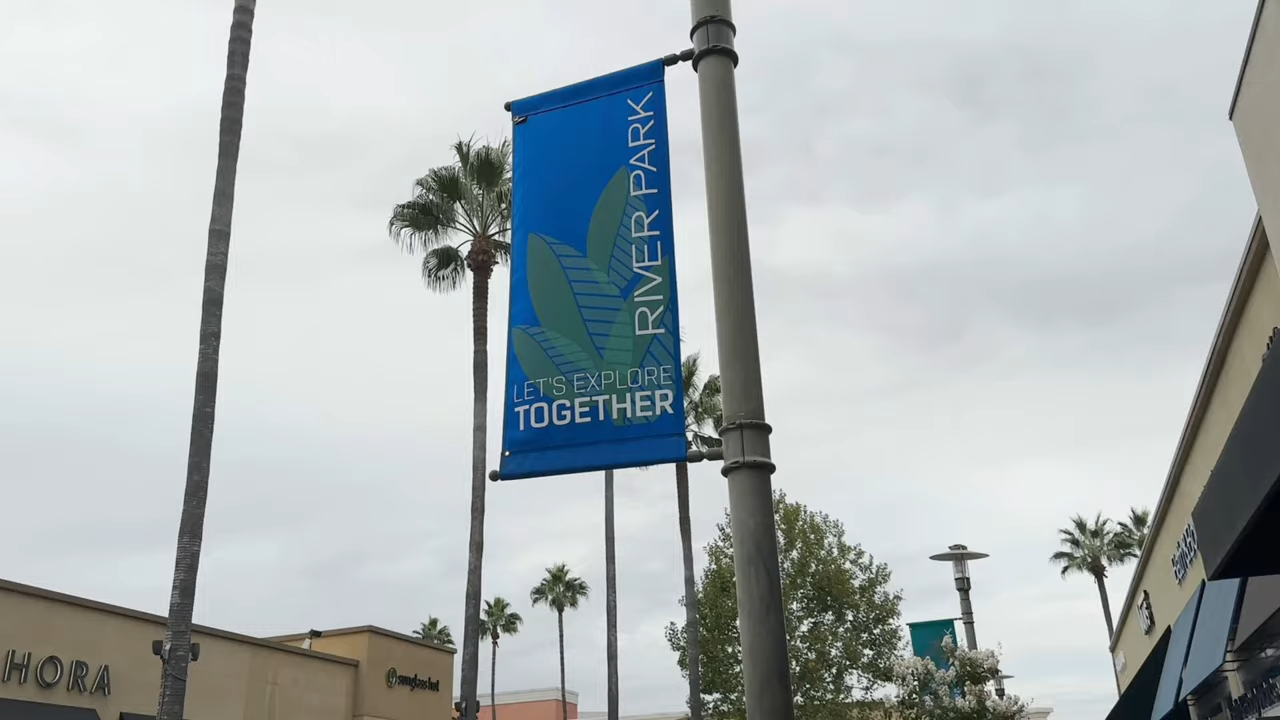 RIVER PARK
LET'S EXPLORE
TOGETHER
HORA
sunglass hut